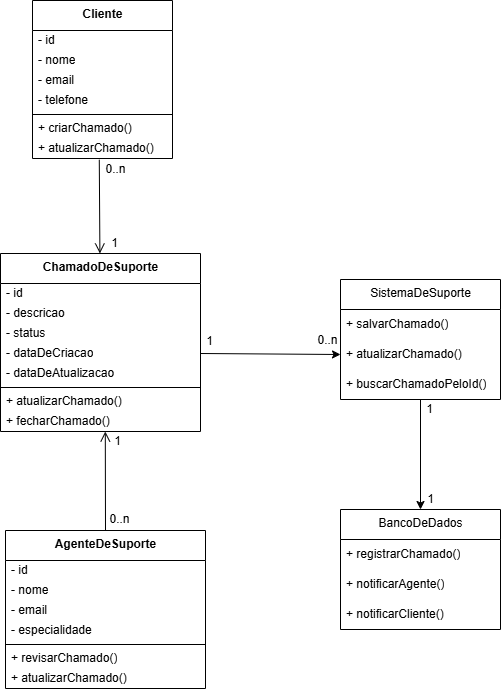 Cliente
- id
- nome
- email
- telefone
+ criarChamado()
+ atualizarChamado()
0..n
1
ChamadoDeSuporte
- id
- descricao
- status
- dataDeCriacao
- dataDeAtualizacao
+ atualizarChamado()
+ fecharChamado()
1
0..n
SistemaDeSuporte
+ salvarChamado()
+ atualizarChamado()
+ buscarChamadoPeloId()
1
1
BancoDeDados
+ registrarChamado()
+ notificarAgente()
+ notificarCliente()
1
0..n
AgenteDeSuporte
- id
- nome
- email
- especialidade
+ revisarChamado()
+ atualizarChamado()